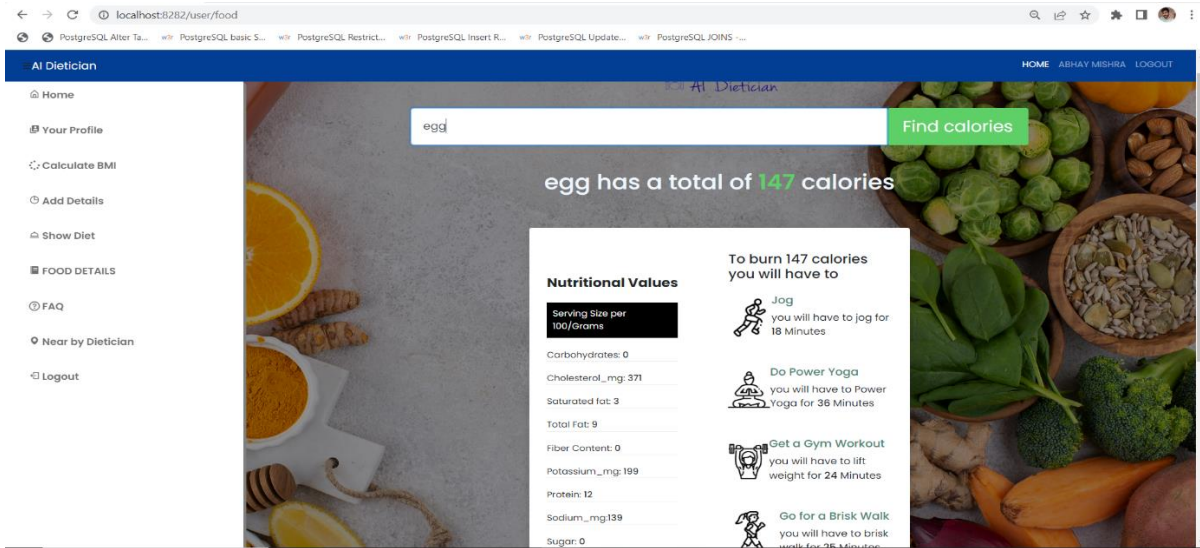 localhost:8282/user/food
PostgreSQL Alter Ta... PostgreSQL basic S... PostgreSQL Restrict... PostgreSQL Insert R... PostgreSQL Update... PostgreSQL JOINS -...
AI Dietician
HOME ABHAY MISHRA LOGOUT
Home
Your Profile
Calculate BMI
Add Details
Show Diet
FOOD DETAILS
FAQ
Near by Dietician
Logout
AI Dietician
egg
Find calories
egg has a total of 147 calories
Nutritional Values
Serving Size per
100/Grams
Carbohydrates: 0
Cholesterol_mg: 371
Saturated fat: 3
Total Fat: 9
Fiber Content: 0
Potassium_mg: 199
Protein: 12
Sodium_mg:139
Sugar: 0
To burn 147 calories
you will have to
Jog
you will have to jog for
18 Minutes
Do Power Yoga
you will have to Power
Yoga for 36 Minutes
Get a Gym Workout
you will have to lift
weight for 24 Minutes
Go for a Brisk Walk
you will have to brisk
walk for 25 Minutes